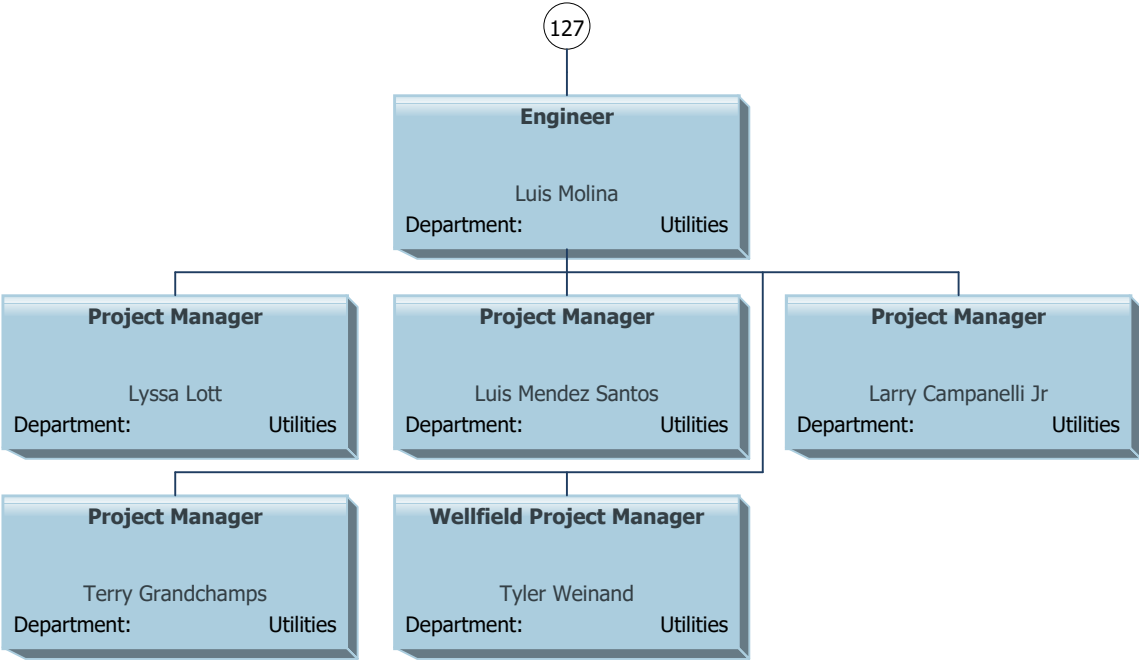 127
Engineer
Luis Molina
Department: Utilities
Project Manager
Lyssa Lott
Department: Utilities
Project Manager
Luis Mendez Santos
Department: Utilities
Project Manager
Larry Campanelli Jr
Department: Utilities
Project Manager
Terry Grandchamps
Department: Utilities
Wellfield Project Manager
Tyler Weinand
Department: Utilities